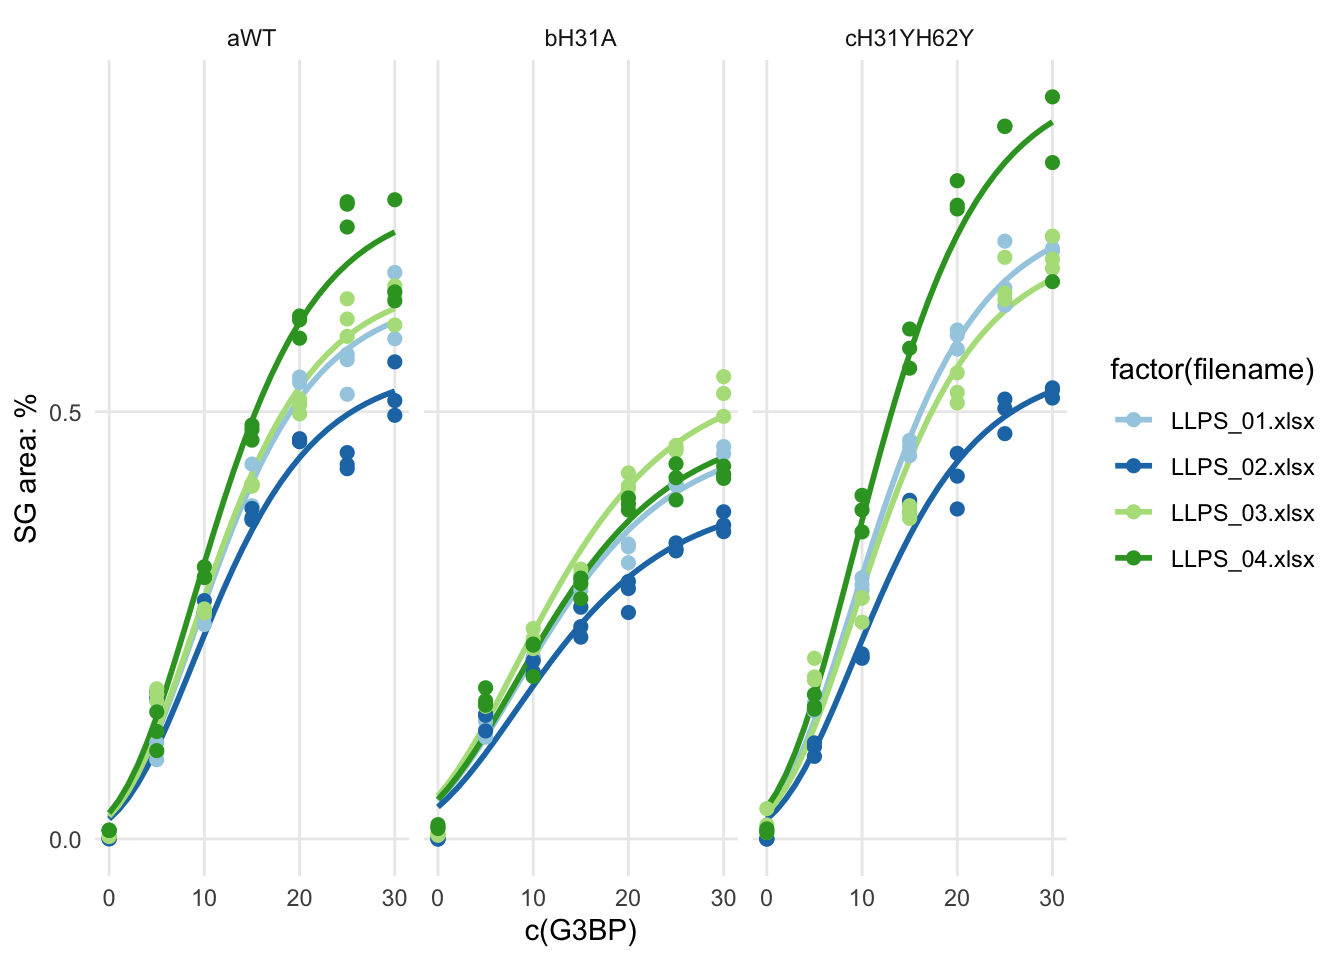 aWT bH31A cH31YH62Y
SG area: %
0.5
0.0
0 10 20 30 0 10 20 30 0 10 20 30
c(G3BP)
factor(filename)
LLPS_01.xlsx
LLPS_02.xlsx
LLPS_03.xlsx
LLPS_04.xlsx